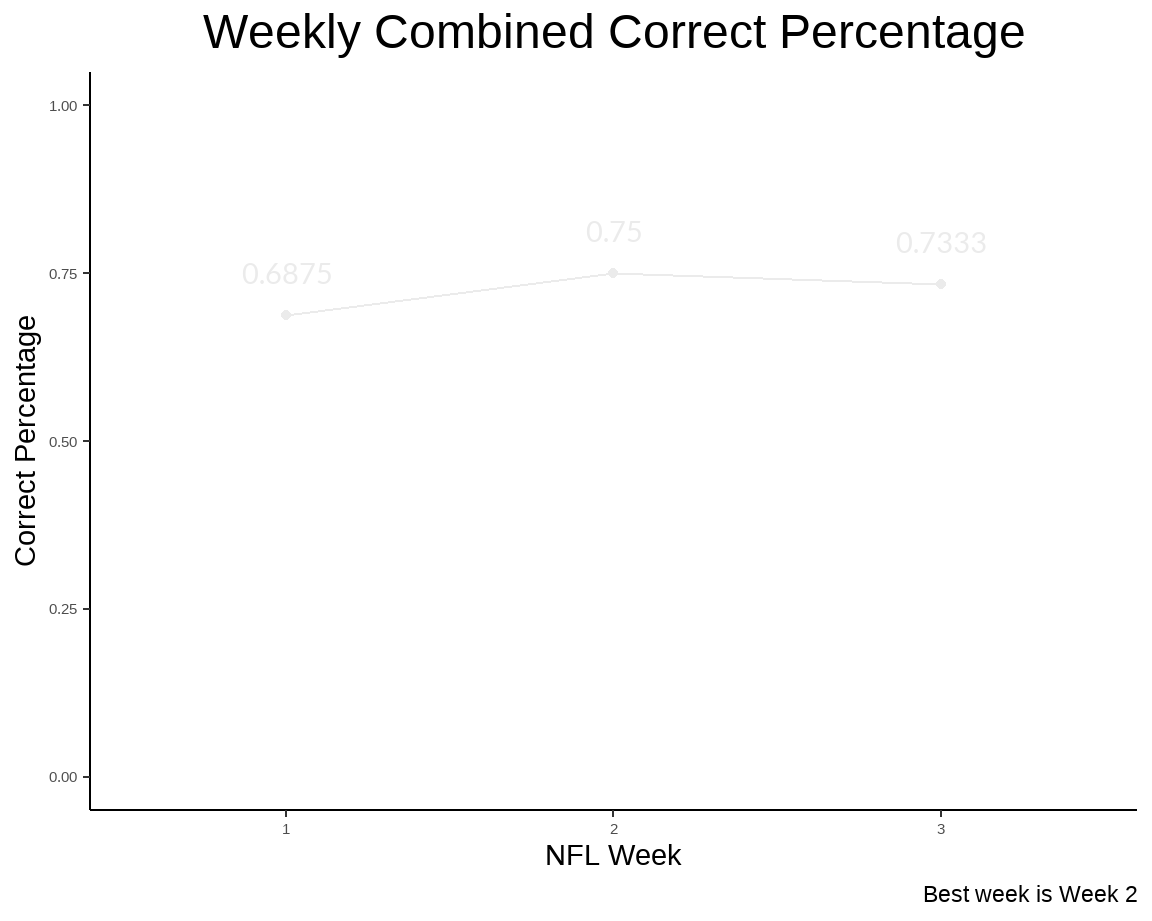 Weekly Combined Correct Percentage
1.00
0.75
0.50
0.25
0.00
Correct Percentage
0.6875
0.75
0.7333
1
2
3
NFL Week
Best week is Week 2